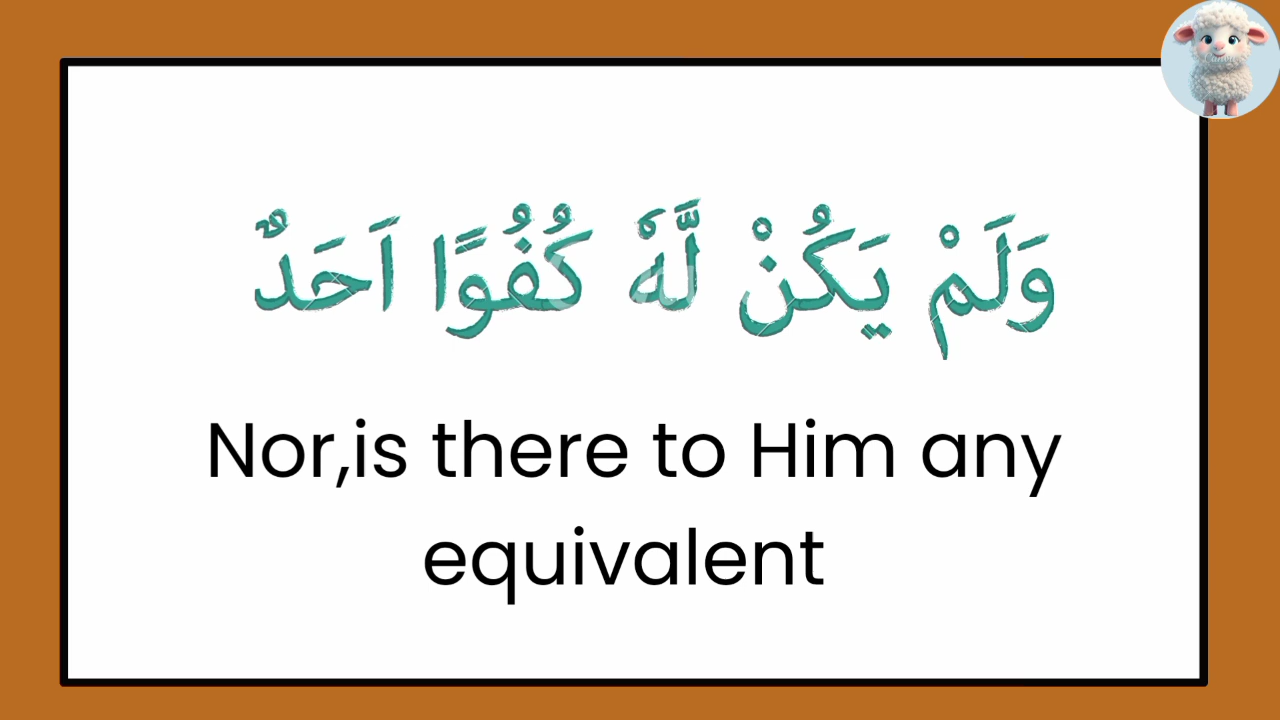 وَلَمْ يَكُنْ لَّهٗ كُفُوًا اَحَدٌ
Nor,is there to Him any
equivalent